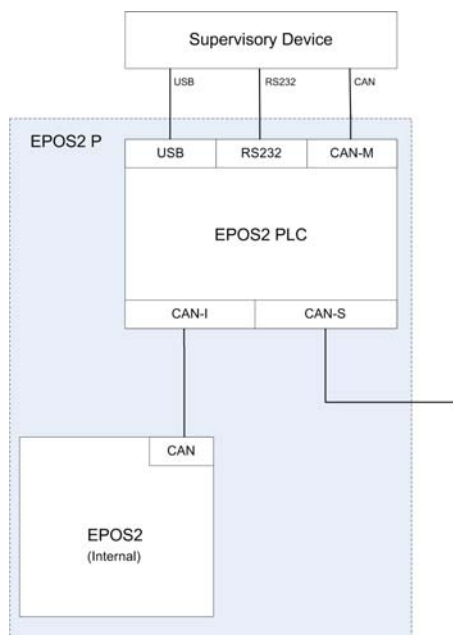 Supervisory Device
USB RS232 CAN
EPOS2 P
USB RS232 CAN-M
EPOS2 PLC
CAN-I CAN-S
CAN
EPOS2
(Internal)